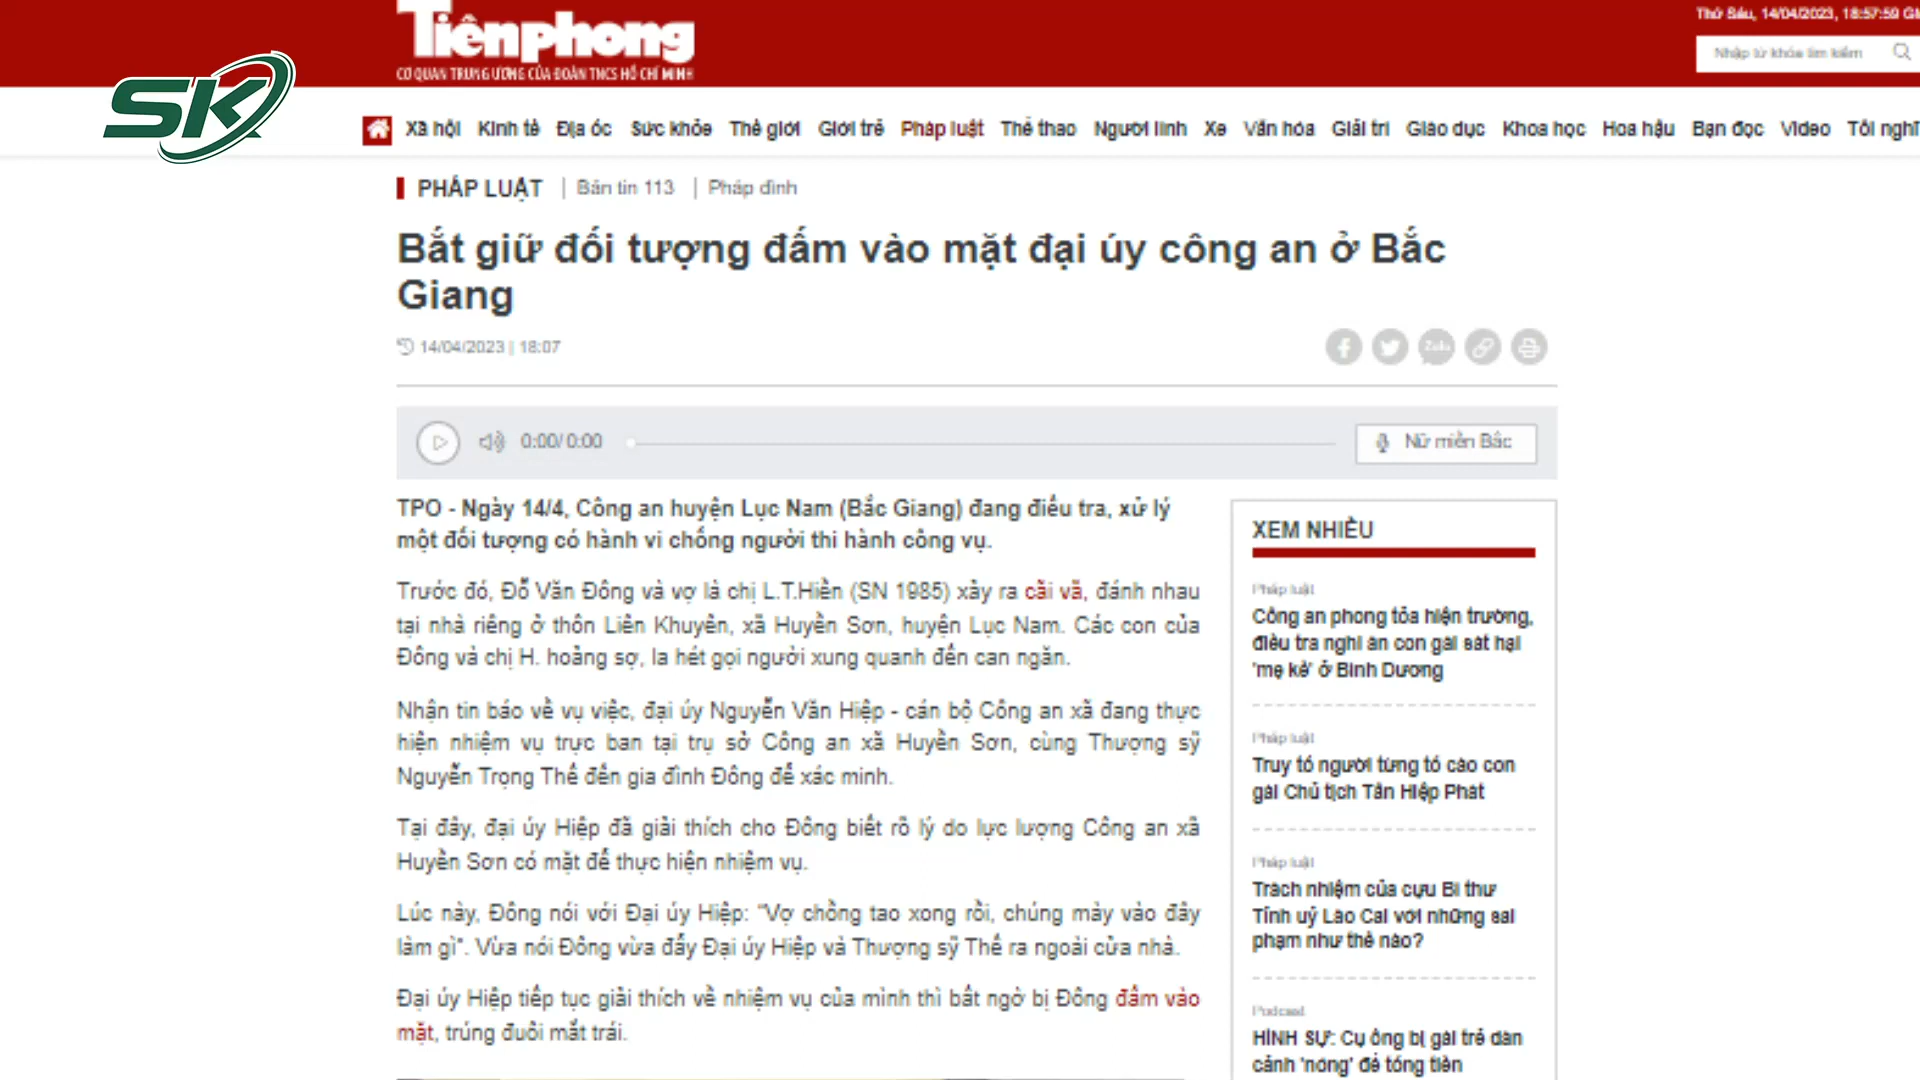 Tiền phong
CƠ QUAN TRUNG ƯƠNG CỦA ĐOÀN TNCS HỒ CHÍ MINH
Thứ Sáu, 14/04/2023, 18:57:59
Nhập từ khóa tìm kiếm
SK
Xã hội Kinh tế Địa ốc Sức khỏe Thế giới Giới trẻ Pháp luật Thể thao Người lính Xe Văn hóa Giải trí Giáo dục Khoa học Hoa hậu Bạn đọc Video Tôi nghĩ
PHÁP LUẬT | Bản tin 113 | Pháp đình
Bắt giữ đối tượng đấm vào mặt đại úy công an ở Bắc
Giang
14/04/2023 | 18:07
Zalo
0:00/ 0:00
Nữ miền Bắc
TPO - Ngày 14/4, Công an huyện Lục Nam (Bắc Giang) đang điều tra, xử lý
một đối tượng có hành vi chống người thi hành công vụ.
Trước đó, Đỗ Văn Đông và vợ là chị L.T.Hiền (SN 1985) xảy ra cãi vã, đánh nhau
tại nhà riêng ở thôn Liên Khuyên, xã Huyền Sơn, huyện Lục Nam. Các con của
Đông và chị H. hoảng sợ, la hét gọi người xung quanh đến can ngăn.
Nhận tin báo về vụ việc, đại úy Nguyễn Văn Hiệp - cán bộ Công an xã đang thực
hiện nhiệm vụ trực ban tại trụ sở Công an xã Huyền Sơn, cùng Thượng sỹ
Nguyễn Trọng Thế đến gia đình Đông để xác minh.
Tại đây, đại úy Hiệp đã giải thích cho Đông biết rõ lý do lực lượng Công an xã
Huyền Sơn có mặt để thực hiện nhiệm vụ.
Lúc này, Đông nói với Đại úy Hiệp: “Vợ chồng tao xong rồi, chúng mày vào đây
làm gì”. Vừa nói Đông vừa đẩy Đại úy Hiệp và Thượng sỹ Thế ra ngoài cửa nhà.
Đại úy Hiệp tiếp tục giải thích về nhiệm vụ của mình thì bất ngờ bị Đông đấm vào
mặt, trúng đuôi mắt trái.
XEM NHIỀU
Pháp luật
Công an phong tỏa hiện trường,
điều tra nghi án con gái sát hại
'mẹ kế' ở Bình Dương
Pháp luật
Truy tố người từng tố cáo con
gái Chủ tịch Tân Hiệp Phát
Pháp luật
Trách nhiệm của cựu Bí thư
Tỉnh uỷ Lào Cai với những sai
phạm như thế nào?
Podcast
HÌNH SỰ: Cụ ông bị gái trẻ dàn
cảnh 'nóng' để tống tiền